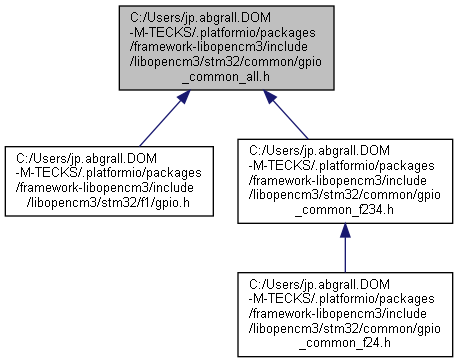 C:/Users/jp.abgrall.DOM
-M-TECKS/.platformio/packages
/framework-libopencm3/include
/libopencm3/stm32/common/gpio
_common_all.h
C:/Users/jp.abgrall.DOM
-M-TECKS/.platformio/packages
/framework-libopencm3/include
/libopencm3/stm32/f1/gpio.h
C:/Users/jp.abgrall.DOM
-M-TECKS/.platformio/packages
/framework-libopencm3/include
/libopencm3/stm32/common/gpio
_common_f234.h
C:/Users/jp.abgrall.DOM
-M-TECKS/.platformio/packages
/framework-libopencm3/include
/libopencm3/stm32/common/gpio
_common_f24.h